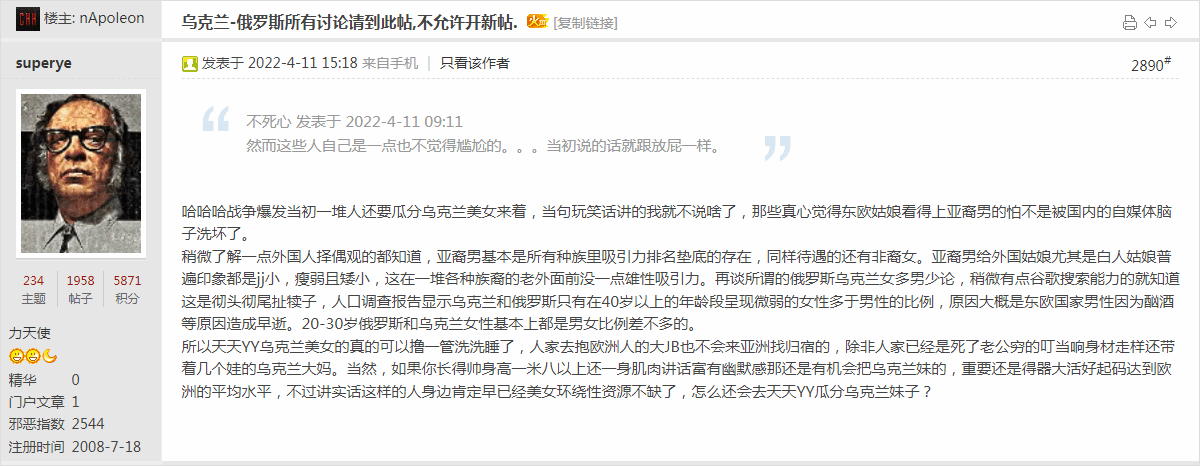 楼主: nApoleon
乌克兰-俄罗斯所有讨论请到此帖,不允许开新帖. 火 [复制链接]
superye
发表于 2022-4-11 15:18 来自手机 | 只看该作者
2890#
“
不死心 发表于 2022-4-11 09:11
然而这些人自己是一点也不觉得尴尬的。。。当初说的话就跟放屁一样。
”
哈哈哈战争爆发当初一堆人还要瓜分乌克兰美女来着，当句玩笑话讲的我就不说啥了，那些真心觉得东欧姑娘看得上亚裔男的怕不是被国内的自媒体脑
子洗坏了。
稍微了解一点外国人择偶观的都知道，亚裔男基本是所有种族里吸引力排名垫底的存在，同样待遇的还有非裔。亚裔男给外国姑娘尤其是白人姑娘普
遍印象都是jj小，瘦弱且矮小，这在一堆各种族裔的老外面前没一点雄性吸引力。再谈所谓的俄罗斯乌克兰女多男少论，稍微有点谷歌搜索能力的就知道
这是彻头彻尾扯犊子，人口调查报告显示乌克兰和俄罗斯只有在40岁以上的年龄段呈现微弱的女性多于男性的比例，原因大概是东欧国家男性因为酗酒
等原因造成早逝。20-30岁俄罗斯和乌克兰女性基本上都是男女比例差不多的。
所以天天YY乌克兰美女的真的可以撸一管洗洗睡了，人家去抱欧洲人的大JB也不会来亚洲找归宿的，除非人家已经是死了老公穷的叮当响身材走样还带
着几个娃的乌克兰大妈。当然，如果你长得帅身高一米八以上还一身肌肉讲话富有幽默感那还是有机会把乌克兰妹的，重要还是得器大活好起码达到欧
洲的平均水平，不过讲实话这样的人身边肯定早已经美女环绕性资源不缺了，怎么还会去天天YY瓜分乌克兰妹子？
234 1958 5871
主题 帖子 积分
力天使
精华 0
门户文章 1
邪恶指数 2544
注册时间 2008-7-18